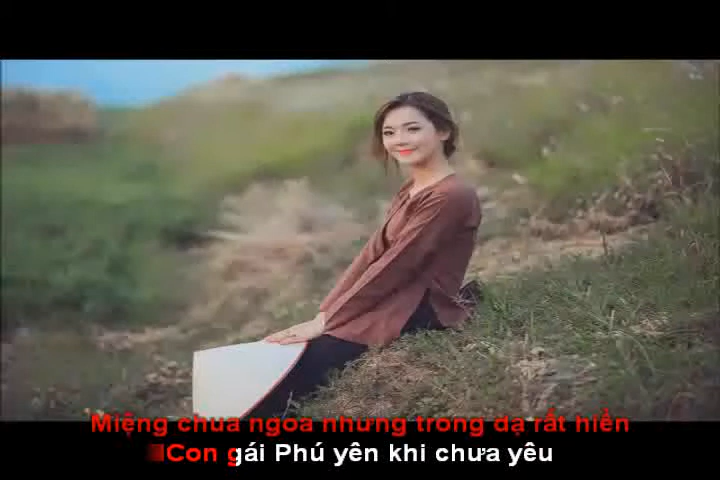 Miệng chua ngoa nhưng trong dạ rất hiền
Con gái Phú yên khi chưa yêu